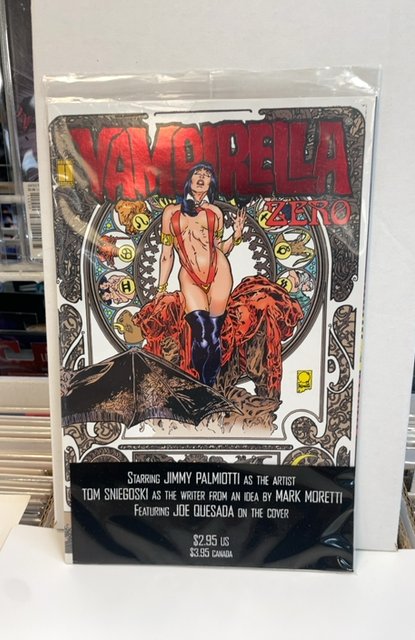 VAMPIRELLA
ZERO
STARRING JIMMY PALMIOTTI AS THE ARTIST
TOM SNIEGOSKI AS THE WRITER FROM AN IDEA BY MARK MORETTI
FEATURING JOE QUESADA ON THE COVER
$2.95 US
$3.95 CANADA